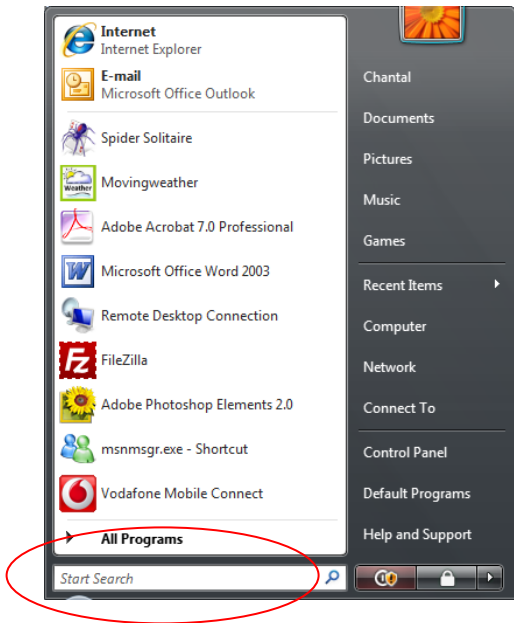 Internet
Internet Explorer
E-mail
Microsoft Office Outlook
Spider Solitaire
Weather
Movingweather
Adobe Acrobat 7.0 Professional
Microsoft Office Word 2003
Remote Desktop Connection
FileZilla
Adobe Photoshop Elements 2.0
msnmsgr.exe - Shortcut
Vodafone Mobile Connect
All Programs
Start Search
Chantal
Documents
Pictures
Music
Games
Recent Items
Computer
Network
Connect To
Control Panel
Default Programs
Help and Support